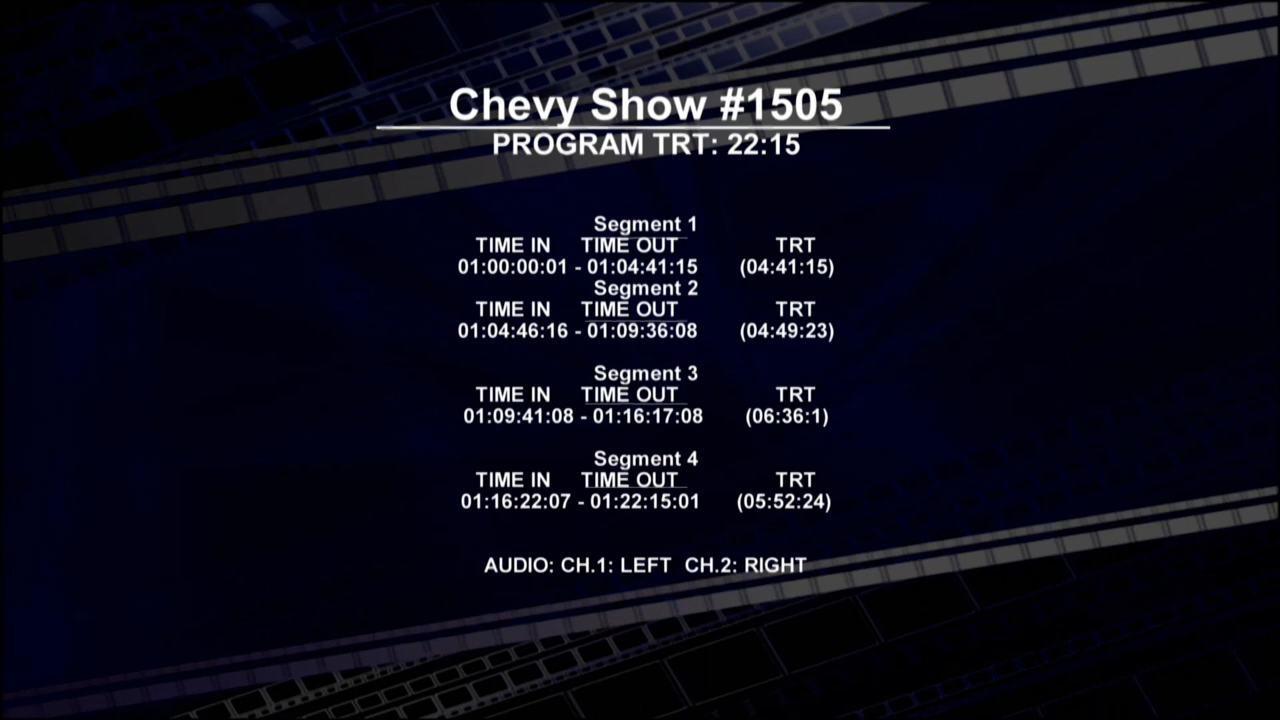 Chevy Show #1505
PROGRAM TRT: 22:15
Segment 1
TIME IN TIME OUT TRT
01:00:00:01 - 01:04:41:15 (04:41:15)
Segment 2
TIME IN TIME OUT TRT
01:04:46:16 - 01:09:36:08 (04:49:23)
Segment 3
TIME IN TIME OUT TRT
01:09:41:08 - 01:16:17:08 (06:36:1)
Segment 4
TIME IN TIME OUT TRT
01:16:22:07 - 01:22:15:01 (05:52:24)
AUDIO: CH.1: LEFT CH.2: RIGHT